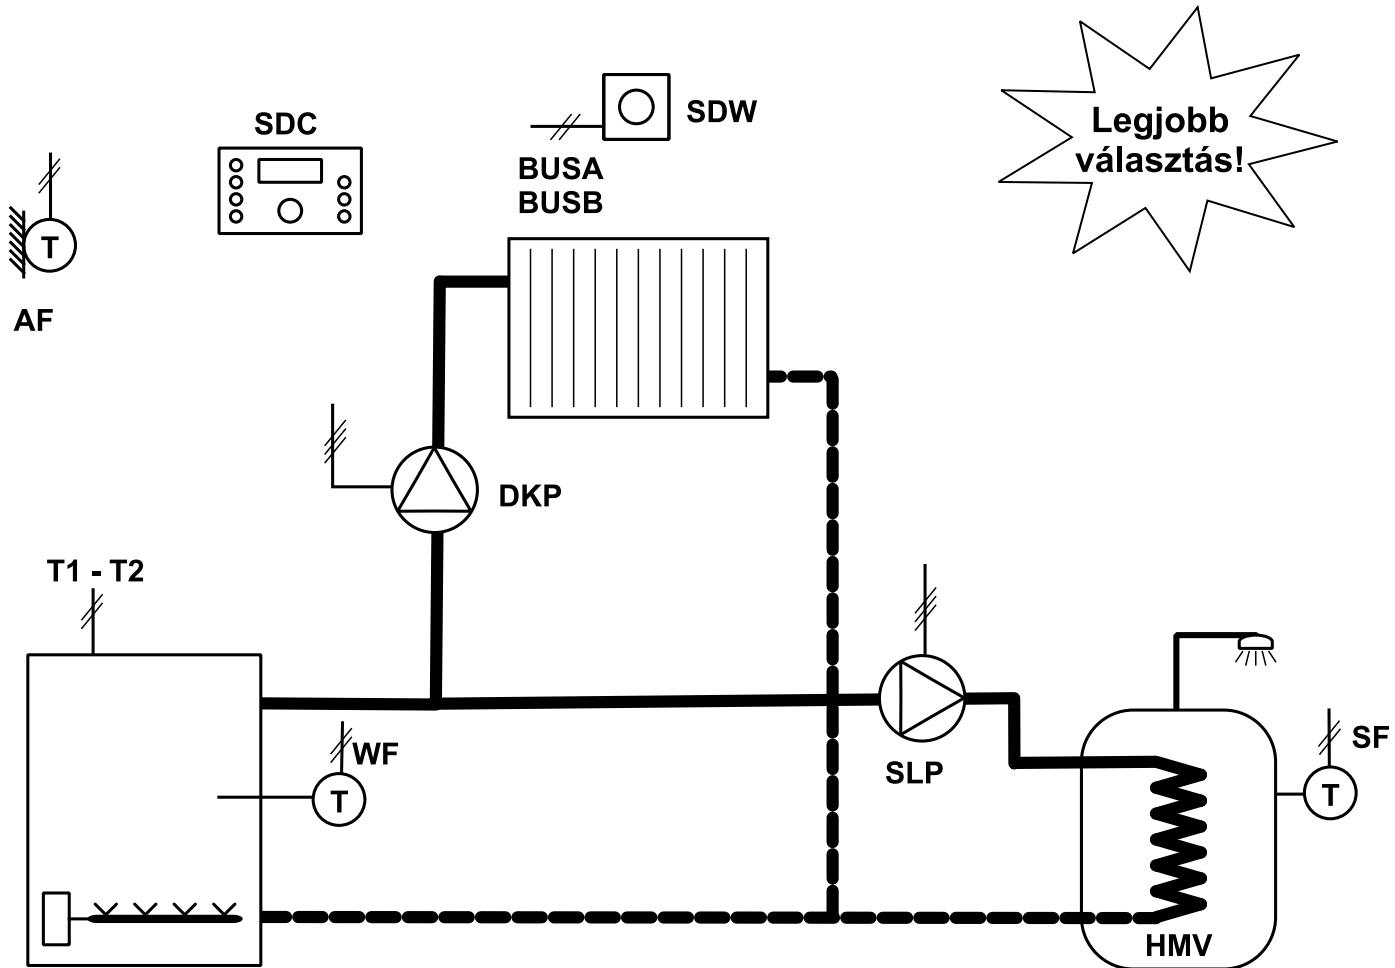 SDC
SDW
Legjobb
választás!
BUSA
BUSB
T
AF
DKP
T1 - T2
WF
T
SLP
SF
T
HMV